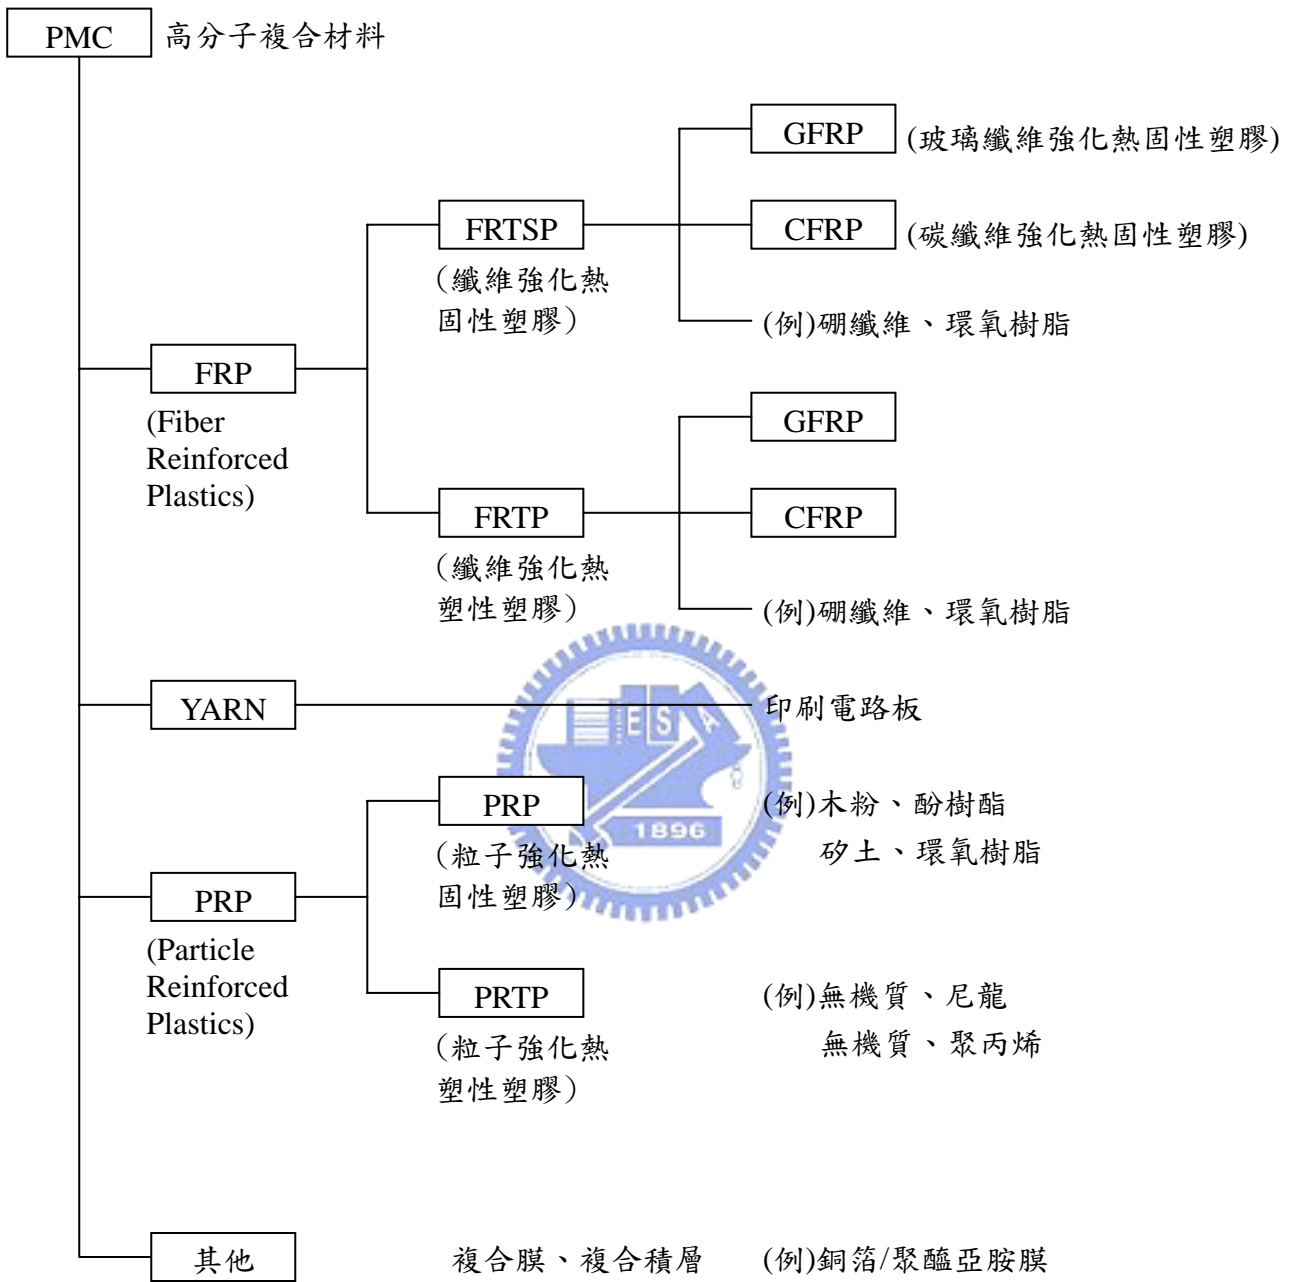 PMC 高分子複合材料
GFRP (玻璃纖維強化熱固性塑膠)
FRTSP
CFRP (碳纖維強化熱固性塑膠)
(纖維強化熱
固性塑膠)
(例)硼纖維、環氧樹脂
FRP
(Fiber
Reinforced
Plastics)
GFRP
FRTP
CFRP
(纖維強化熱
塑性塑膠)
(例)硼纖維、環氧樹脂
YARN
印刷電路板
ES
A
1896
PRP
(粒子強化熱
固性塑膠)
(例)木粉、酚樹酯
矽土、環氧樹脂
PRP
(Particle
Reinforced
Plastics)
PRTP
(粒子強化熱
塑性塑膠)
(例)無機質、尼龍
無機質、聚丙烯
其他
複合膜、複合積層
(例)銅箔/聚醯亞胺膜